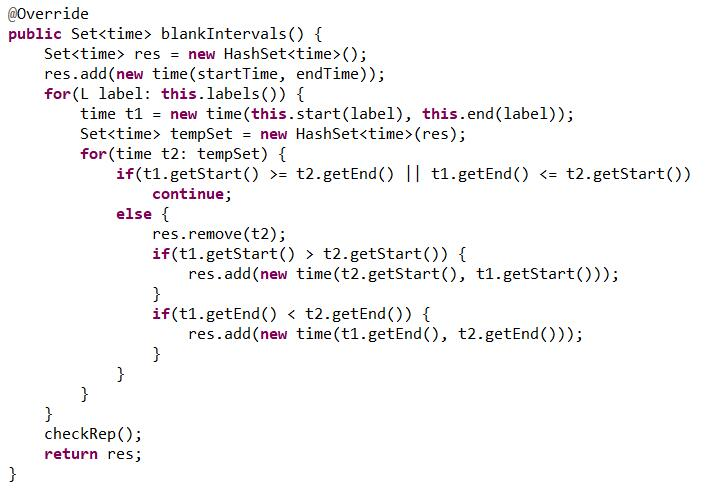 @Override
public Set<time> blankIntervals() {
    Set<time> res = new HashSet<time>();
    res.add(new time(startTime, endTime));
    for(L label: this.labels()) {
        time t1 = new time(this.start(label), this.end(label));
        Set<time> tempSet = new HashSet<time>(res);
        for(time t2: tempSet) {
            if(t1.getStart() >= t2.getEnd() || t1.getEnd() <= t2.getStart())
                continue;
            else {
                res.remove(t2);
                if(t1.getStart() > t2.getStart()) {
                    res.add(new time(t2.getStart(), t1.getStart()));
                }
                if(t1.getEnd() < t2.getEnd()) {
                    res.add(new time(t1.getEnd(), t2.getEnd()));
                }
            }
        }
    }
    checkRep();
    return res;
}